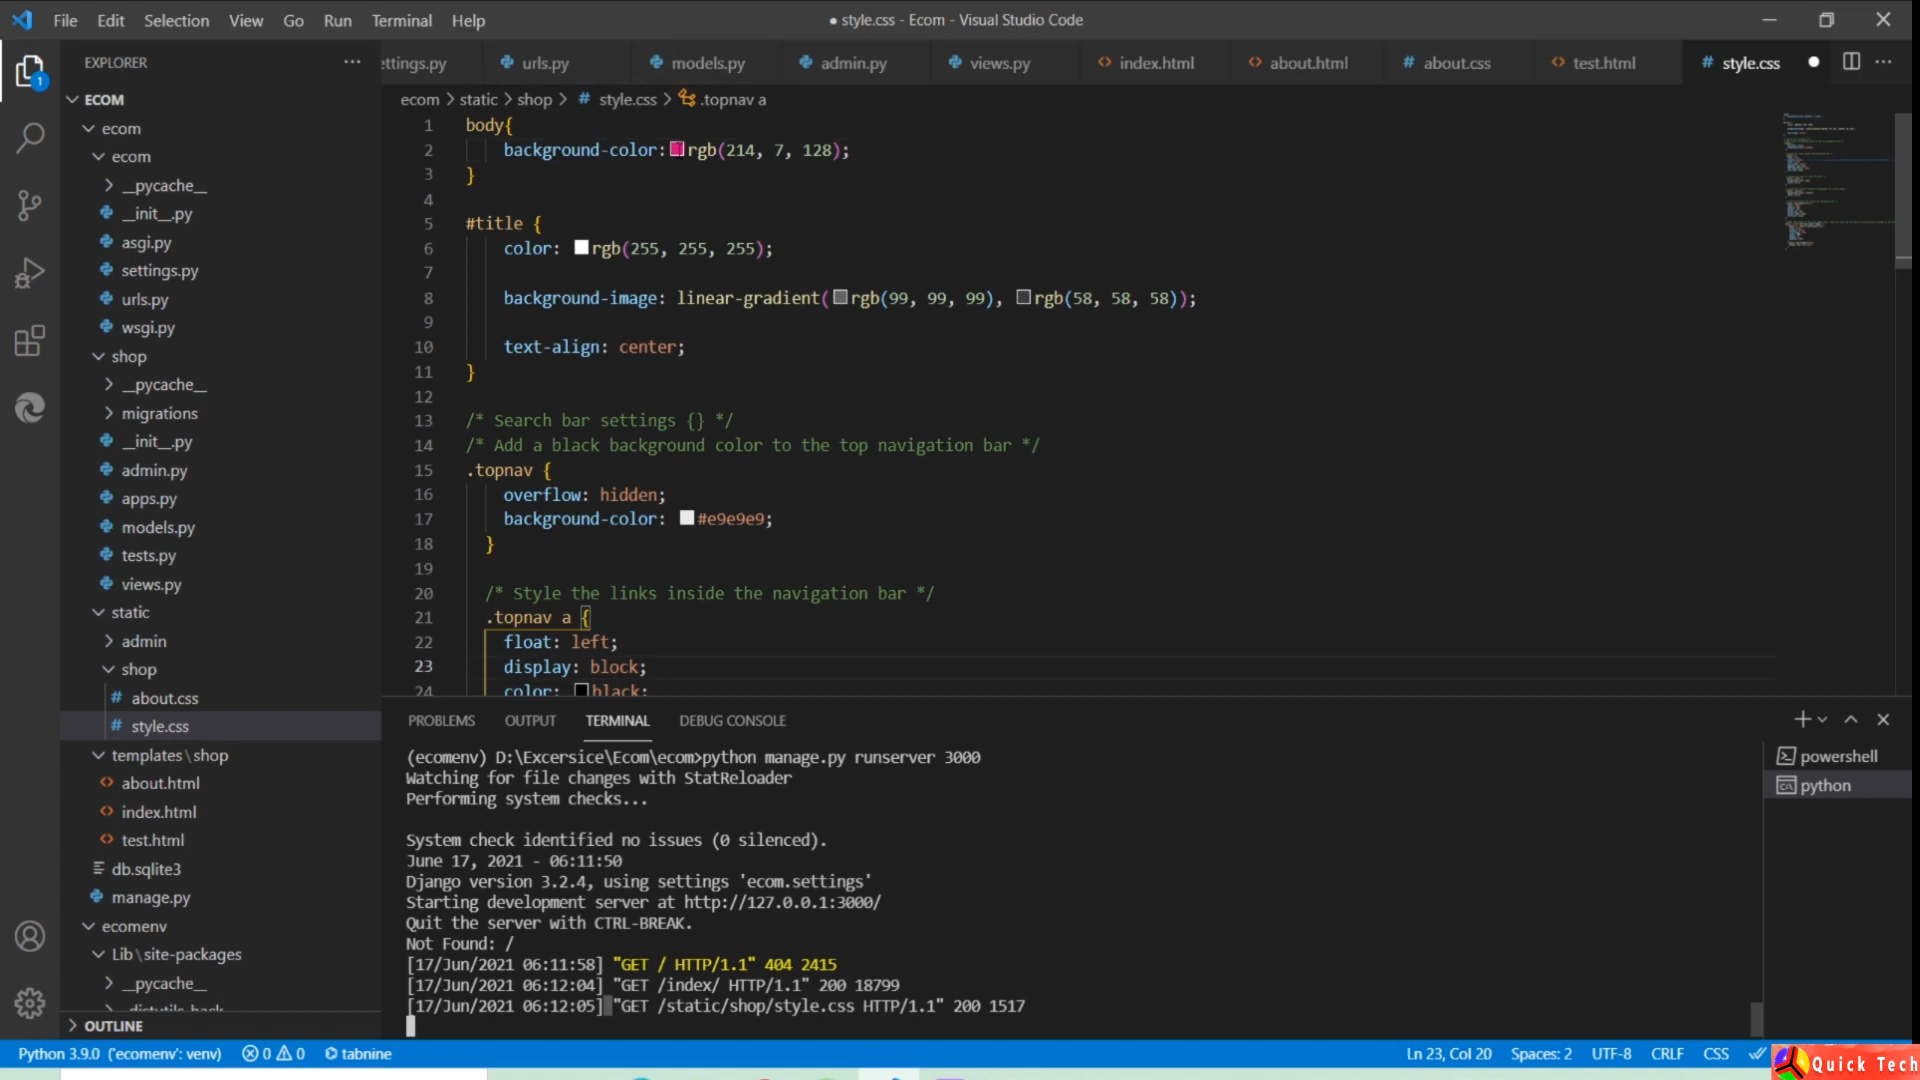 File Edit Selection View Go Run Terminal Help
● style.css - Ecom - Visual Studio Code
EXPLORER
ettings.py urls.py models.py admin.py views.py index.html about.html about.css test.html style.css
ECOM
ecom
ecom
__pycache__
__init__.py
asgi.py
settings.py
urls.py
wsgi.py
shop
__pycache__
migrations
__init__.py
admin.py
apps.py
models.py
tests.py
views.py
static
admin
shop
about.css
style.css
templates\shop
about.html
index.html
test.html
db.sqlite3
manage.py
ecomenv
Lib\site-packages
__pycache__
OUTLINE
ecom > static > shop > # style.css > .topnav a
1 body{
2 background-color: rgb(214, 7, 128);
3 }
4
5 #title {
6 color: rgb(255, 255, 255);
7
8 background-image: linear-gradient(rgb(99, 99, 99), rgb(58, 58, 58));
9
10 text-align: center;
11 }
12
13 /* Search bar settings {} */
14 /* Add a black background color to the top navigation bar */
15 .topnav {
16 overflow: hidden;
17 background-color: #e9e9e9;
18 }
19
20 /* Style the links inside the navigation bar */
21 .topnav a {
22 float: left;
23 display: block;
24 color: black;
PROBLEMS OUTPUT TERMINAL DEBUG CONSOLE
(ecomenv) D:\Excersice\Ecom\ecom>python manage.py runserver 3000
Watching for file changes with StatReloader
Performing system checks...
System check identified no issues (0 silenced).
June 17, 2021 - 06:11:50
Django version 3.2.4, using settings 'ecom.settings'
Starting development server at http://127.0.0.1:3000/
Quit the server with CTRL-BREAK.
Not Found: /
[17/Jun/2021 06:11:58] "GET / HTTP/1.1" 404 2415
[17/Jun/2021 06:12:04] "GET /index/ HTTP/1.1" 200 18799
[17/Jun/2021 06:12:05] "GET /static/shop/style.css HTTP/1.1" 200 1517
powershell
python
Python 3.9.0 ('ecomenv': venv) 0 0 tabnine
Ln 23, Col 20 Spaces: 2 UTF-8 CRLF CSS
Quick Tech